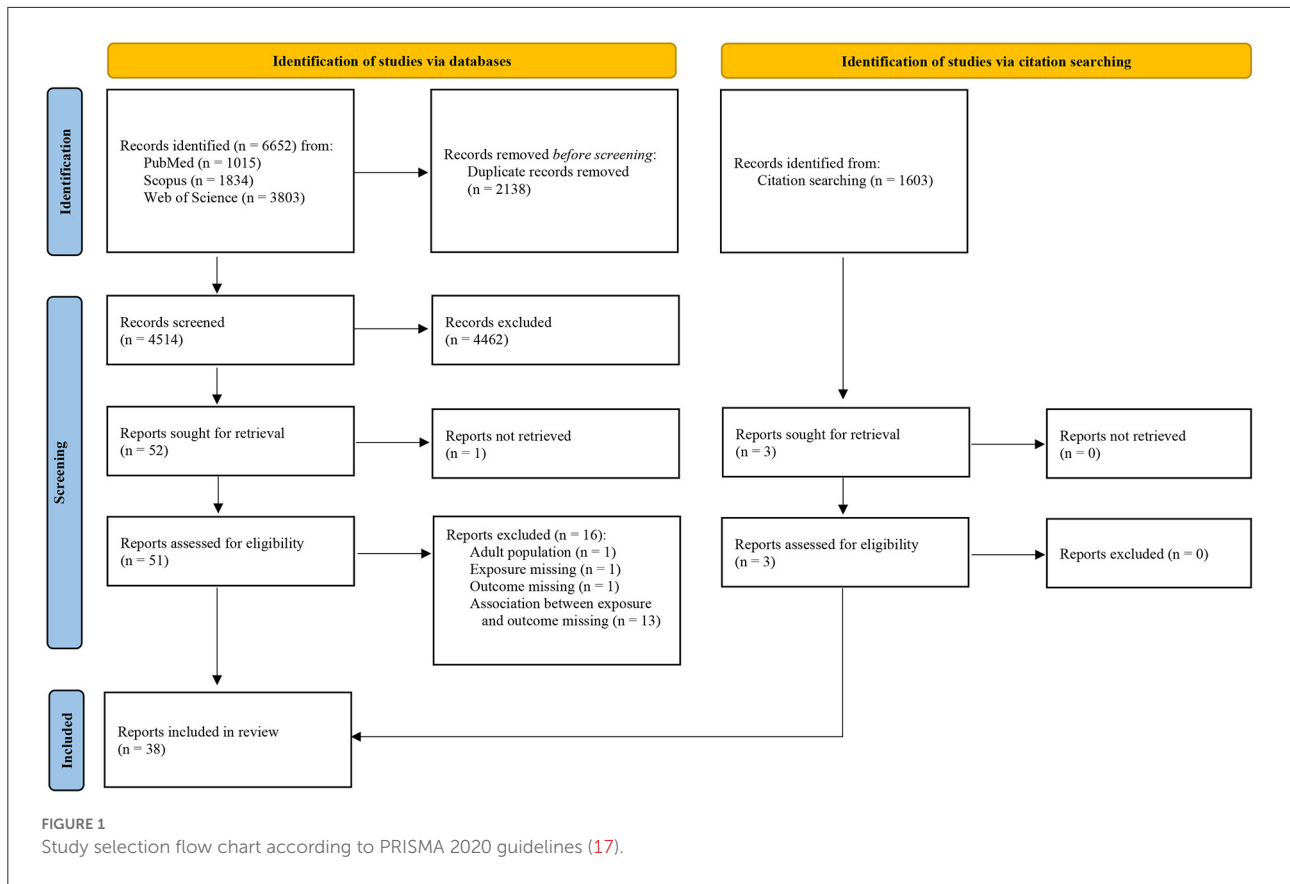 Identification of studies via databases
Identification of studies via citation searching
Identification
Records identified (n = 6652) from:
PubMed (n = 1015)
Scopus (n = 1834)
Web of Science (n = 3803)
Records removed before screening:
Duplicate records removed
(n = 2138)
Records identified from:
Citation searching (n = 1603)
Screening
Records screened
(n = 4514)
Records excluded
(n = 4462)
Reports sought for retrieval
(n = 52)
Reports not retrieved
(n = 1)
Reports sought for retrieval
(n = 3)
Reports not retrieved
(n = 0)
Reports assessed for eligibility
(n = 51)
Reports excluded (n = 16):
Adult population (n = 1)
Exposure missing (n = 1)
Outcome missing (n = 1)
Association between exposure
and outcome missing (n = 13)
Reports assessed for eligibility
(n = 3)
Reports excluded (n = 0)
Included
Reports included in review
(n = 38)
FIGURE 1
Study selection flow chart according to PRISMA 2020 guidelines (17).